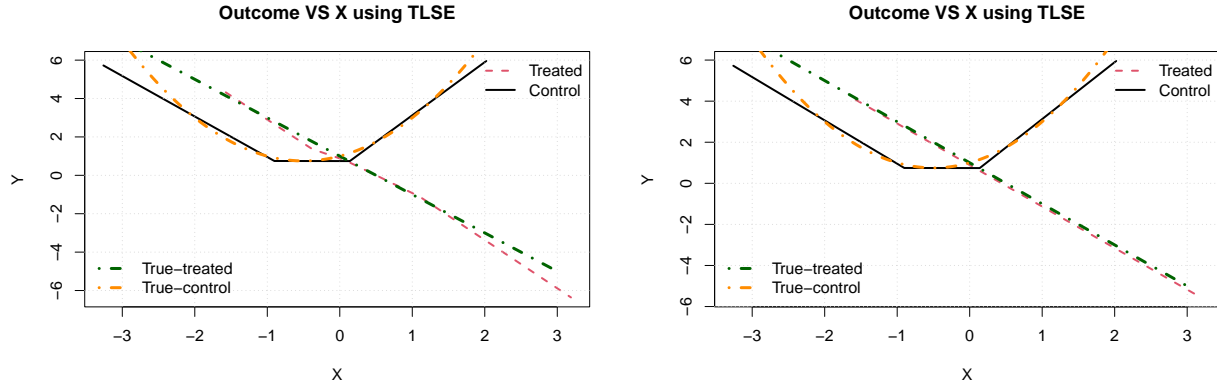 Outcome VS X using TLSE
6
4
2
0
−2
−4
−6
Y
Treated
Control
True−treated
True−control
−3 −2 −1 0 1 2 3
X
Outcome VS X using TLSE
6
4
2
0
−2
−4
−6
Y
Treated
Control
True−treated
True−control
−3 −2 −1 0 1 2 3
X